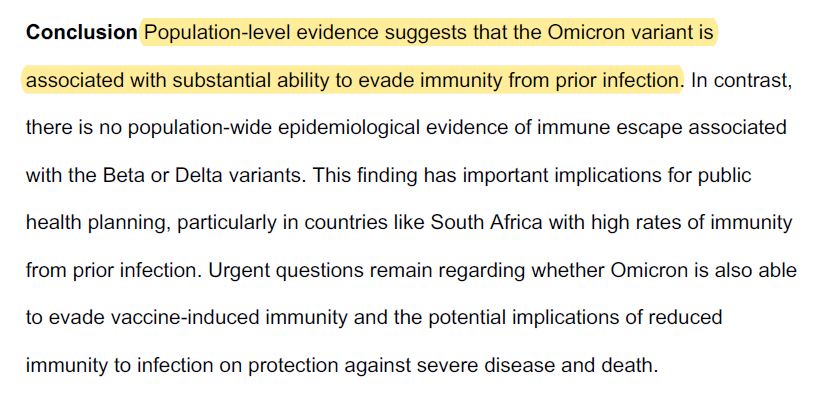 Conclusion Population-level evidence suggests that the Omicron variant is
associated with substantial ability to evade immunity from prior infection. In contrast,
there is no population-wide epidemiological evidence of immune escape associated
with the Beta or Delta variants. This finding has important implications for public
health planning, particularly in countries like South Africa with high rates of immunity
from prior infection. Urgent questions remain regarding whether Omicron is also able
to evade vaccine-induced immunity and the potential implications of reduced
immunity to infection on protection against severe disease and death.